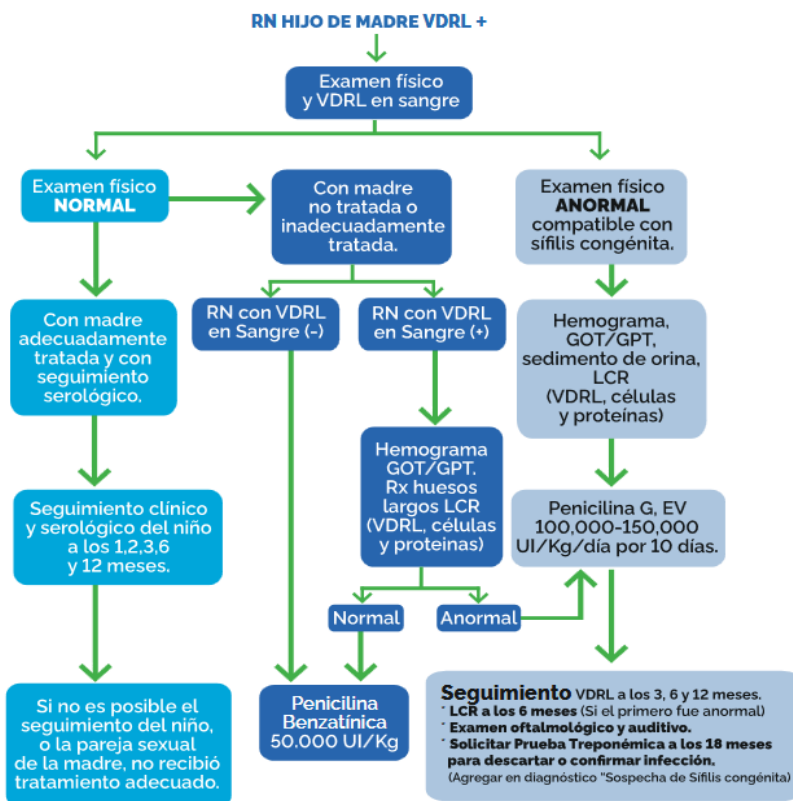 RN HIJO DE MADRE VDRL +
Examen físico
y VDRL en sangre
Examen físico
NORMAL
Con madre
no tratada o
inadecuadamente
tratada.
Examen físico
ANORMAL
compatible con
sífilis congénita.
Con madre
adecuadamente
tratada y con
seguimiento
serológico.
RN con VDRL
en Sangre (-)
RN con VDRL
en Sangre (+)
Hemograma,
GOT/GPT,
sedimento de orina,
LCR
(VDRL, células
y proteínas)
Hemograma
GOT/GPT.
Rx huesos
largos LCR
(VDRL, células
y proteinas)
Seguimiento clínico
y serológico del niño
a los 1,2,3,6
y 12 meses.
Penicilina G, EV
100,000-150,000
UI/Kg/día por 10 días.
Normal
Anormal
Si no es posible el
seguimiento del niño,
o la pareja sexual
de la madre, no recibió
tratamiento adecuado.
Penicilina
Benzatínica
50.000 UI/Kg
Seguimiento VDRL a los 3, 6 y 12 meses.
* LCR a los 6 meses (Si el primero fue anormal)
* Examen oftalmológico y auditivo.
* Solicitar Prueba Treponémica a los 18 meses
para descartar o confirmar infección.
(Agregar en diagnóstico "Sospecha de Sífilis congénita)